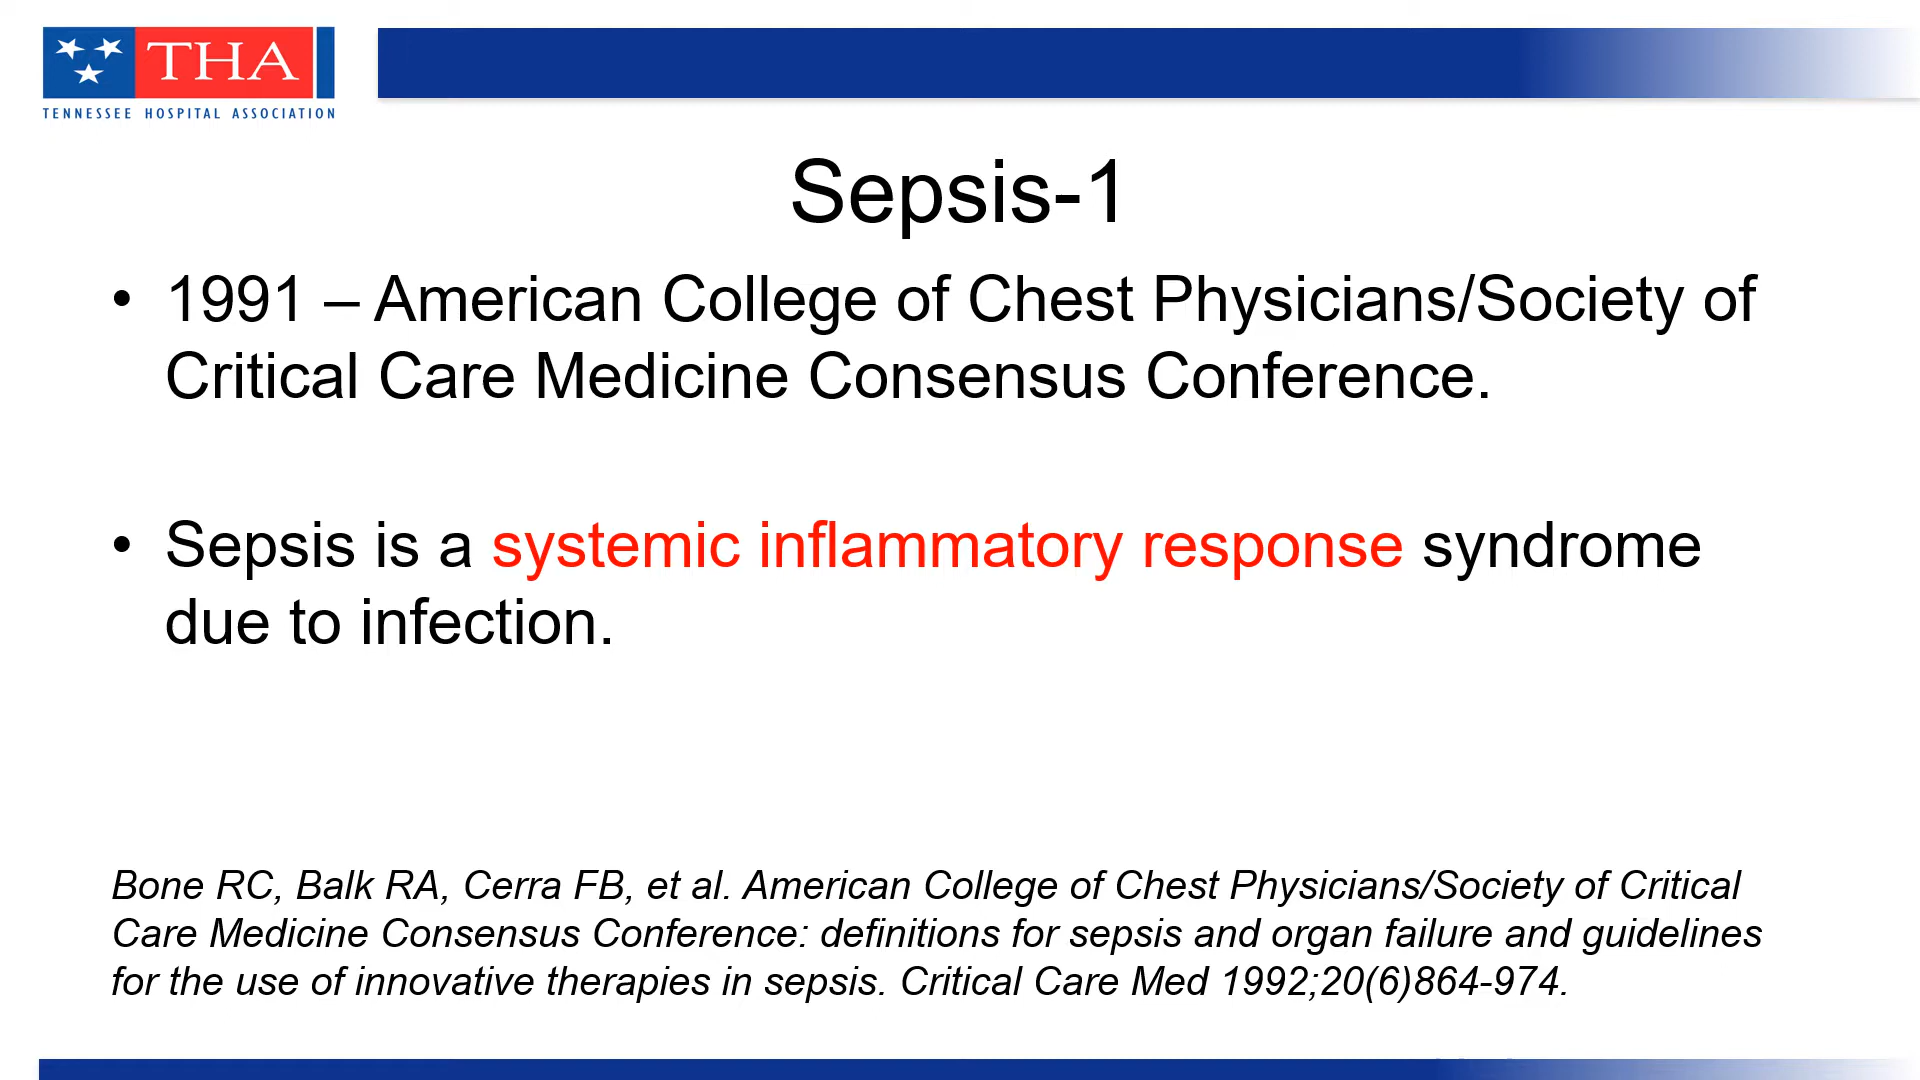 THA
TENNESSEE HOSPITAL ASSOCIATION
Sepsis-1
• 1991 – American College of Chest Physicians/Society of
Critical Care Medicine Consensus Conference.
• Sepsis is a systemic inflammatory response syndrome
due to infection.
Bone RC, Balk RA, Cerra FB, et al. American College of Chest Physicians/Society of Critical
Care Medicine Consensus Conference: definitions for sepsis and organ failure and guidelines
for the use of innovative therapies in sepsis. Critical Care Med 1992;20(6)864-974.